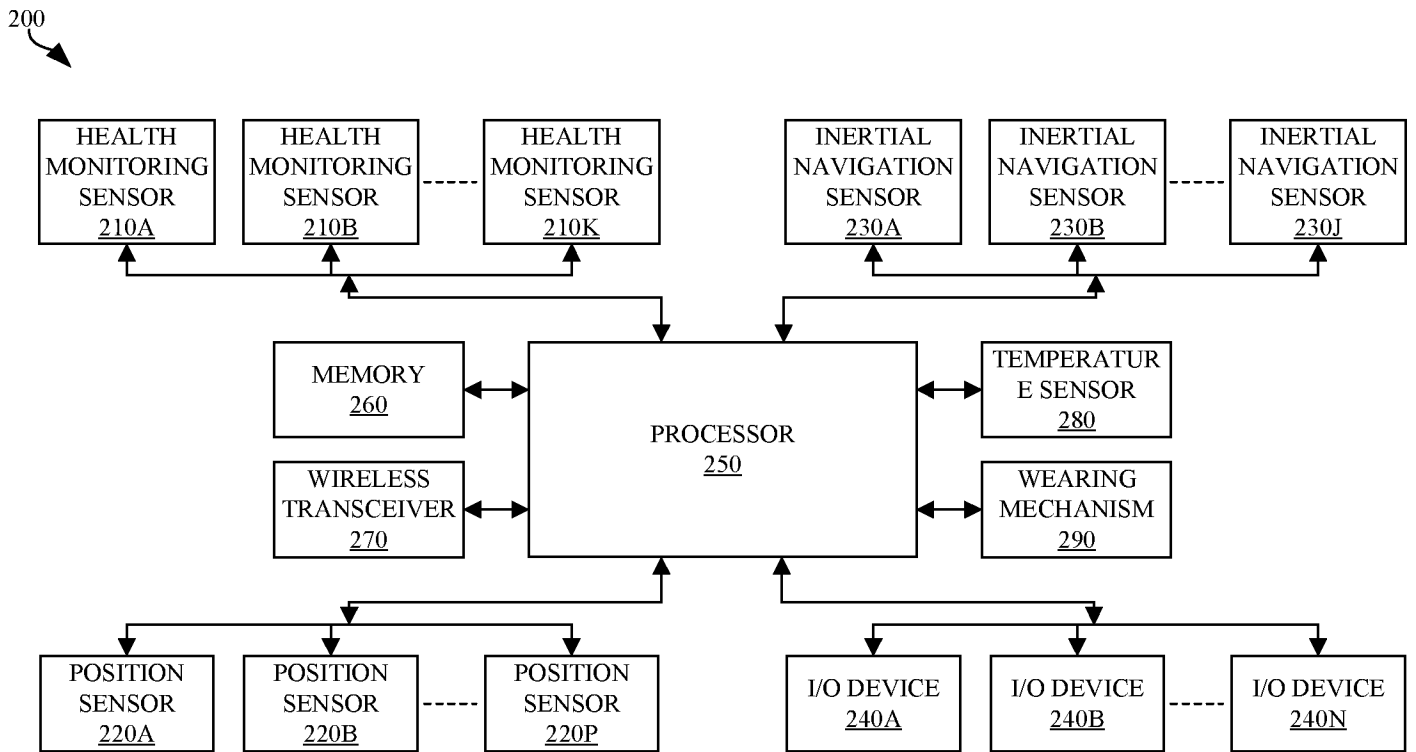 200
HEALTH
MONITORING
SENSOR
210A
HEALTH
MONITORING
SENSOR
210B
HEALTH
MONITORING
SENSOR
210K
INERTIAL
NAVIGATION
SENSOR
230A
INERTIAL
NAVIGATION
SENSOR
230B
INERTIAL
NAVIGATION
SENSOR
230J
MEMORY
260
PROCESSOR
250
TEMPERATUR
E SENSOR
280
WIRELESS
TRANSCEIVER
270
WEARING
MECHANISM
290
POSITION
SENSOR
220A
POSITION
SENSOR
220B
POSITION
SENSOR
220P
I/O DEVICE
240A
I/O DEVICE
240B
I/O DEVICE
240N